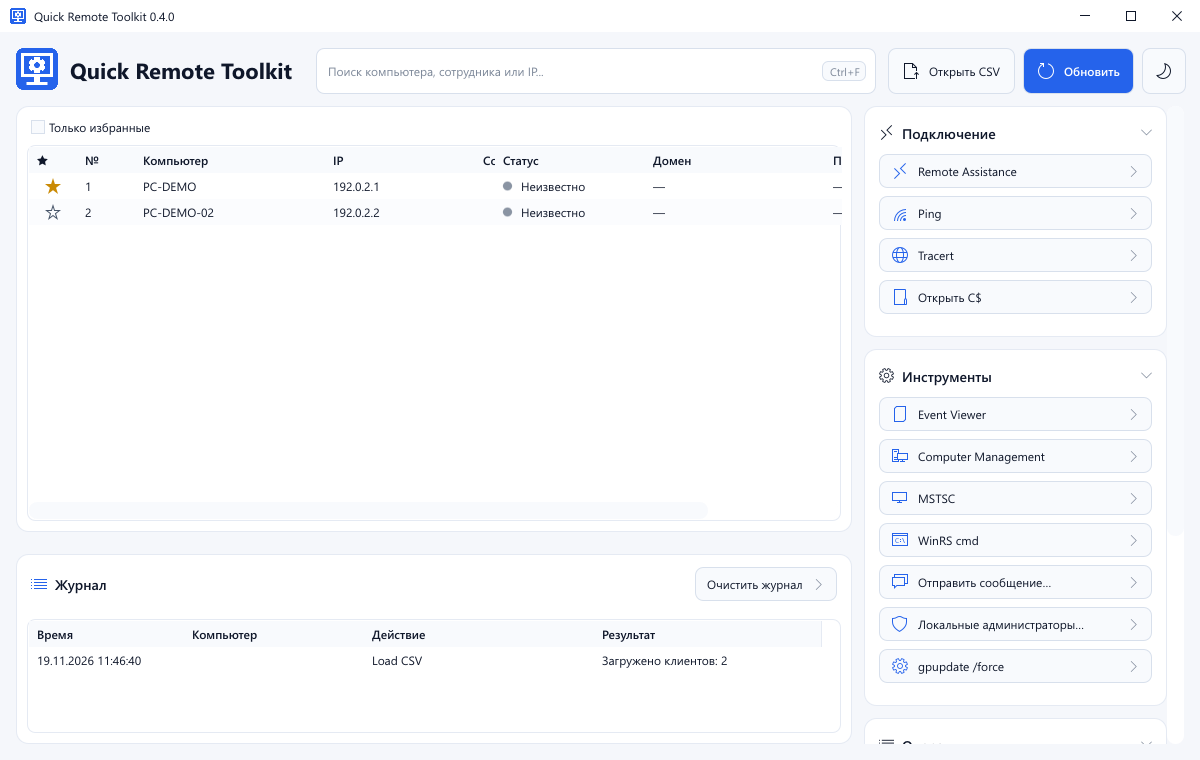 Quick Remote Toolkit 0.4.0
Quick Remote Toolkit
Поиск компьютера, сотрудника или IP...
Ctrl+F
Открыть CSV
Обновить
Только избранные
★ № Компьютер IP Сс Статус Домен П
1 PC-DEMO 192.0.2.1 Неизвестно — —
2 PC-DEMO-02 192.0.2.2 Неизвестно — —
Журнал
Очистить журнал
Время Компьютер Действие Результат
19.11.2026 11:46:40 Load CSV Загружено клиентов: 2
Подключение
Remote Assistance
Ping
Tracert
Открыть C$
Инструменты
Event Viewer
Computer Management
MSTSC
WinRS cmd
Отправить сообщение...
Локальные администраторы...
gpupdate /force